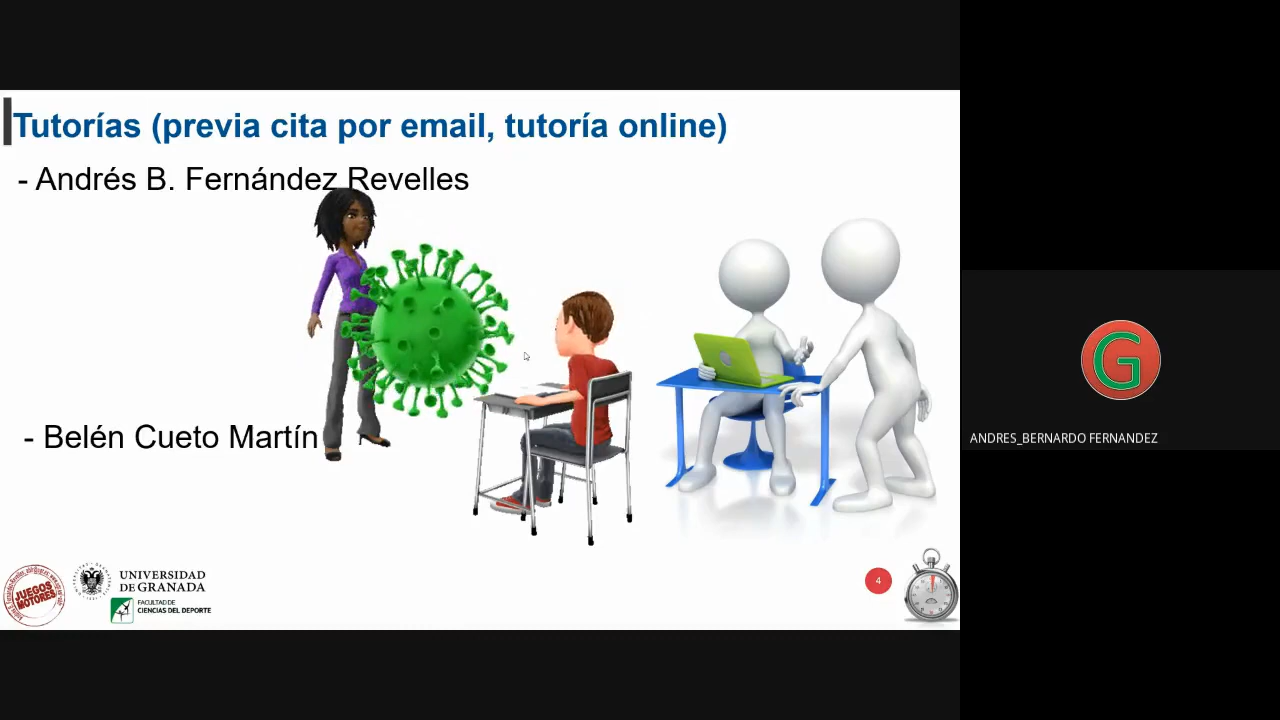 Tutorías (previa cita por email, tutoría online)
- Andrés B. Fernández Revelles
- Belén Cueto Martín
JUEGOS
MOTORES
UNIVERSIDAD
DE GRANADA
FACULTAD DE
CIENCIAS DEL DEPORTE
4
G
ANDRES_BERNARDO FERNANDEZ